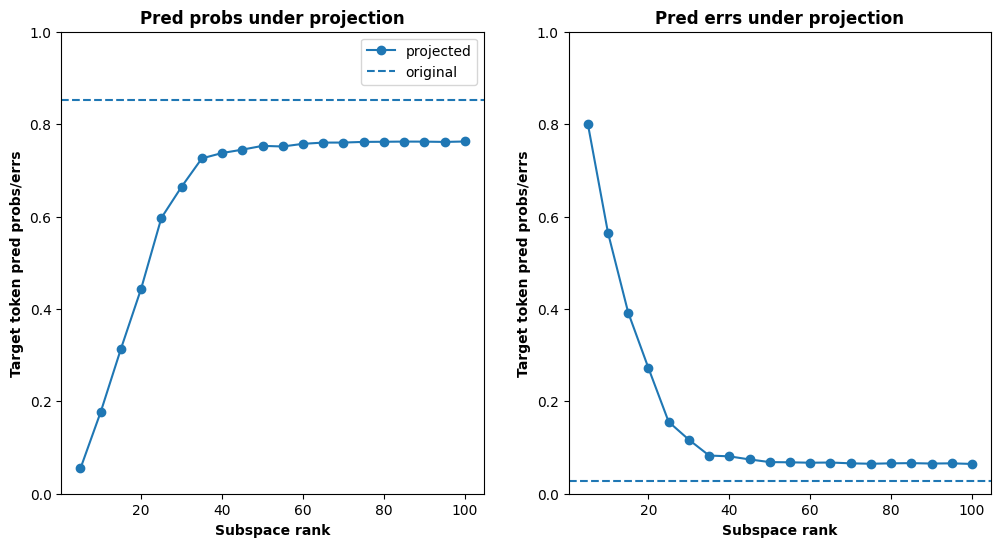 Pred probs under projection
1.0
0.8
0.6
0.4
0.2
0.0
Target token pred probs/errs
projected
original
20
40
60
80
100
Subspace rank
Pred errs under projection
1.0
0.8
0.6
0.4
0.2
0.0
Target token pred probs/errs
20
40
60
80
100
Subspace rank